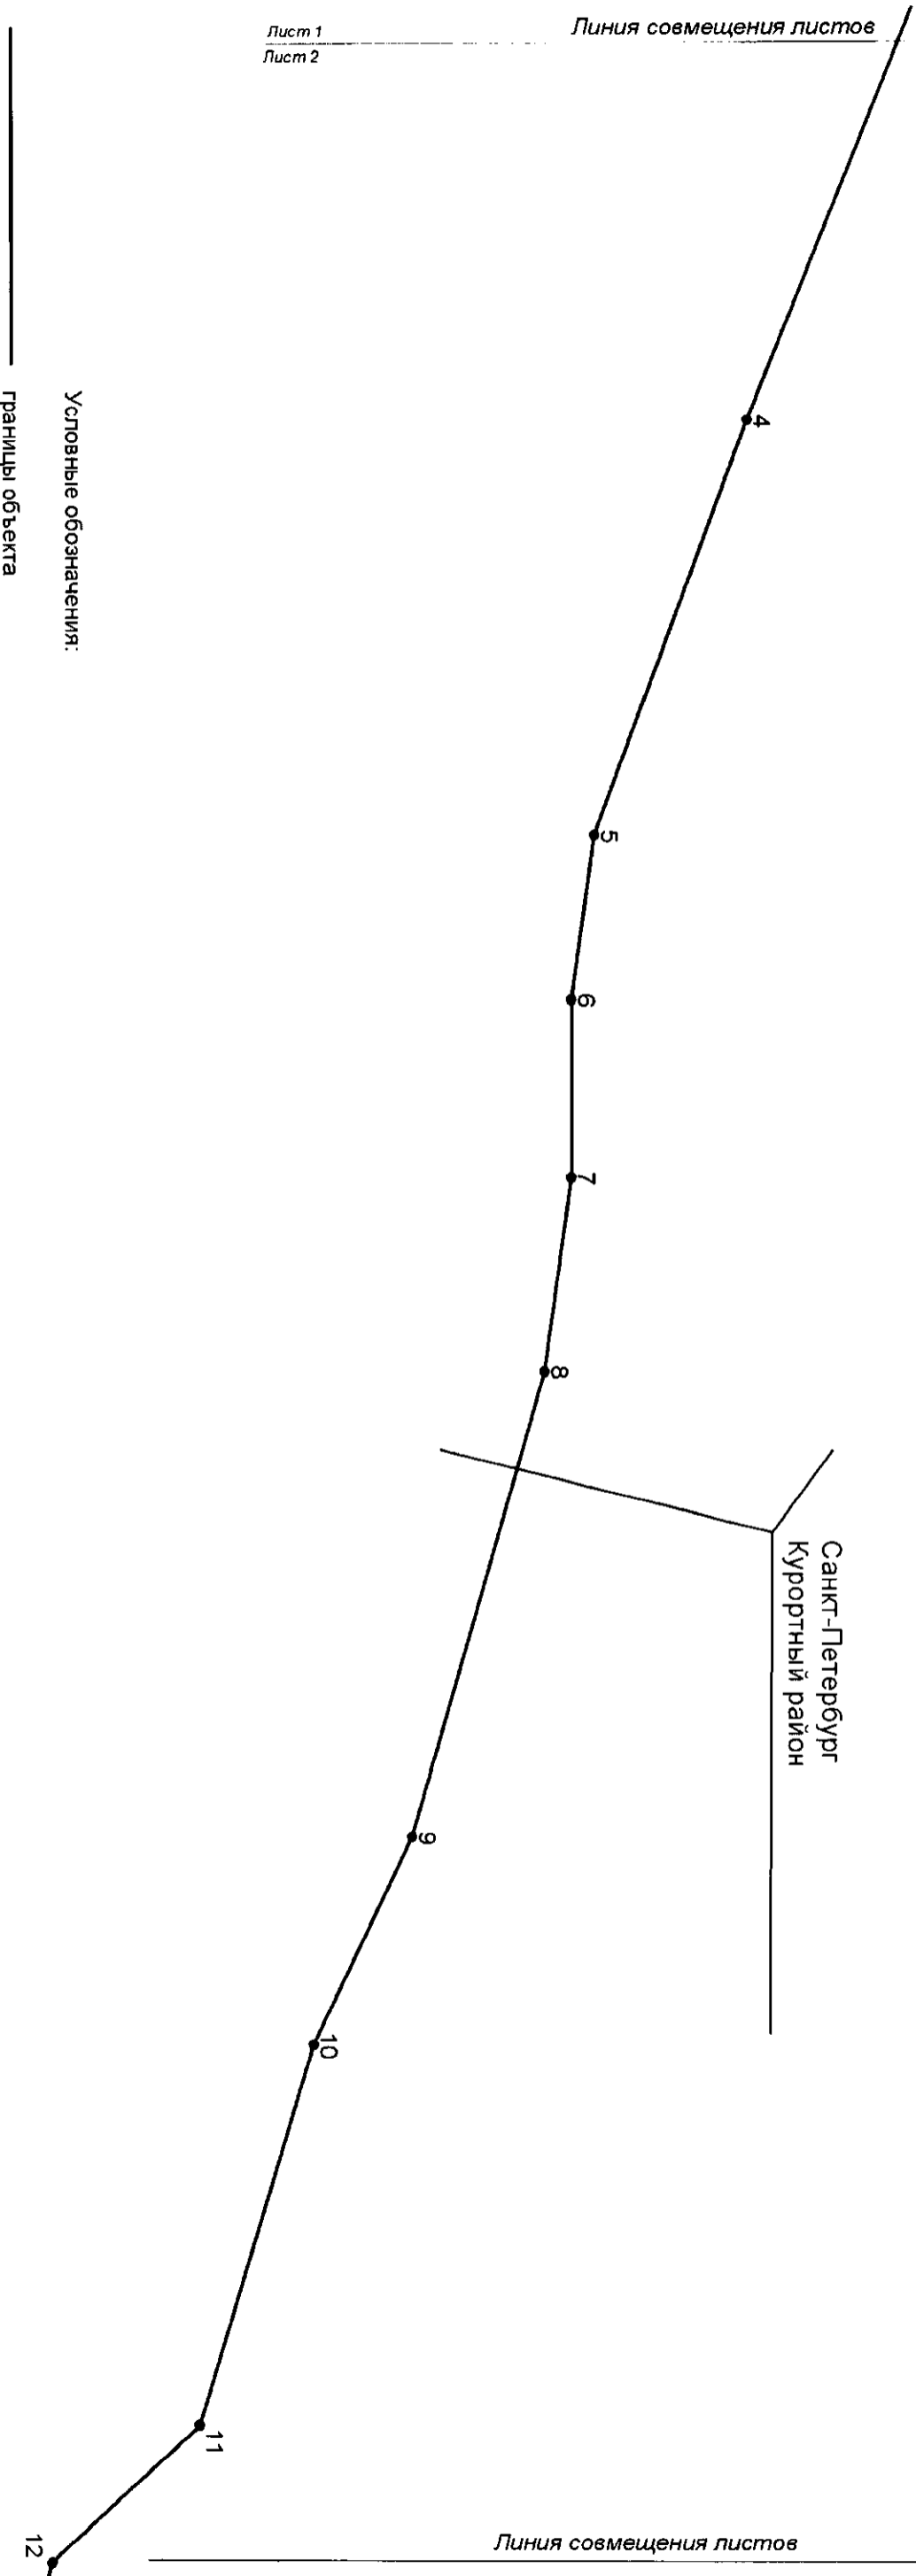 Лист 1
Линия совмещения листов
Лист 2
4
5
6
7
8
Санкт-Петербург
Курортный район
9
10
11
12
Линия совмещения листов
Условные обозначения:
границы объекта